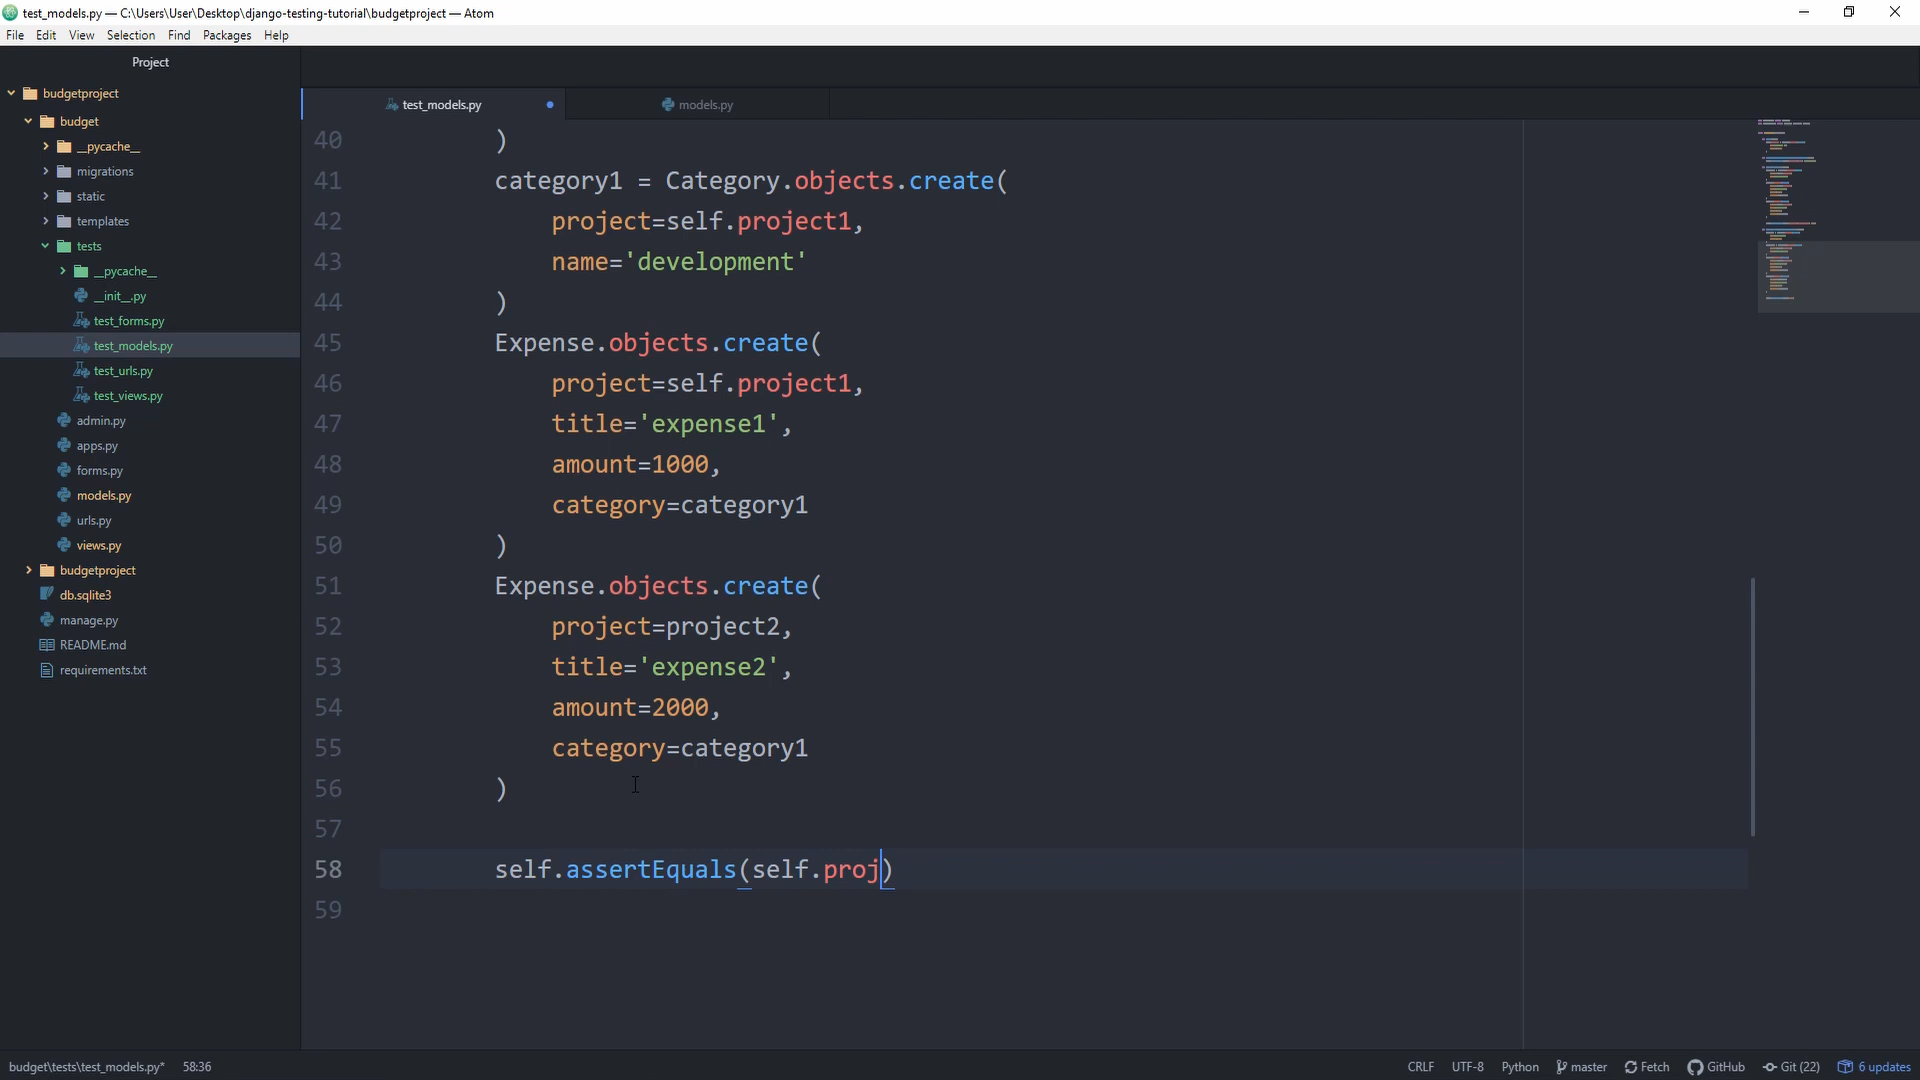 test_models.py — C:\Users\User\Desktop\django-testing-tutorial\budgetproject — Atom
File Edit View Selection Find Packages Help
Project
budgetproject
budget
__pycache__
migrations
static
templates
tests
__pycache__
__init__.py
test_forms.py
test_models.py
test_urls.py
test_views.py
admin.py
apps.py
forms.py
models.py
urls.py
views.py
budgetproject
db.sqlite3
manage.py
README.md
requirements.txt
test_models.py models.py
40 )
41 category1 = Category.objects.create(
42 project=self.project1,
43 name='development'
44 )
45 Expense.objects.create(
46 project=self.project1,
47 title='expense1',
48 amount=1000,
49 category=category1
50 )
51 Expense.objects.create(
52 project=project2,
53 title='expense2',
54 amount=2000,
55 category=category1
56 )
57
58 self.assertEquals(self.proj)
59
budget\tests\test_models.py* 58:36 CRLF UTF-8 Python master Fetch GitHub Git (22) 6 updates